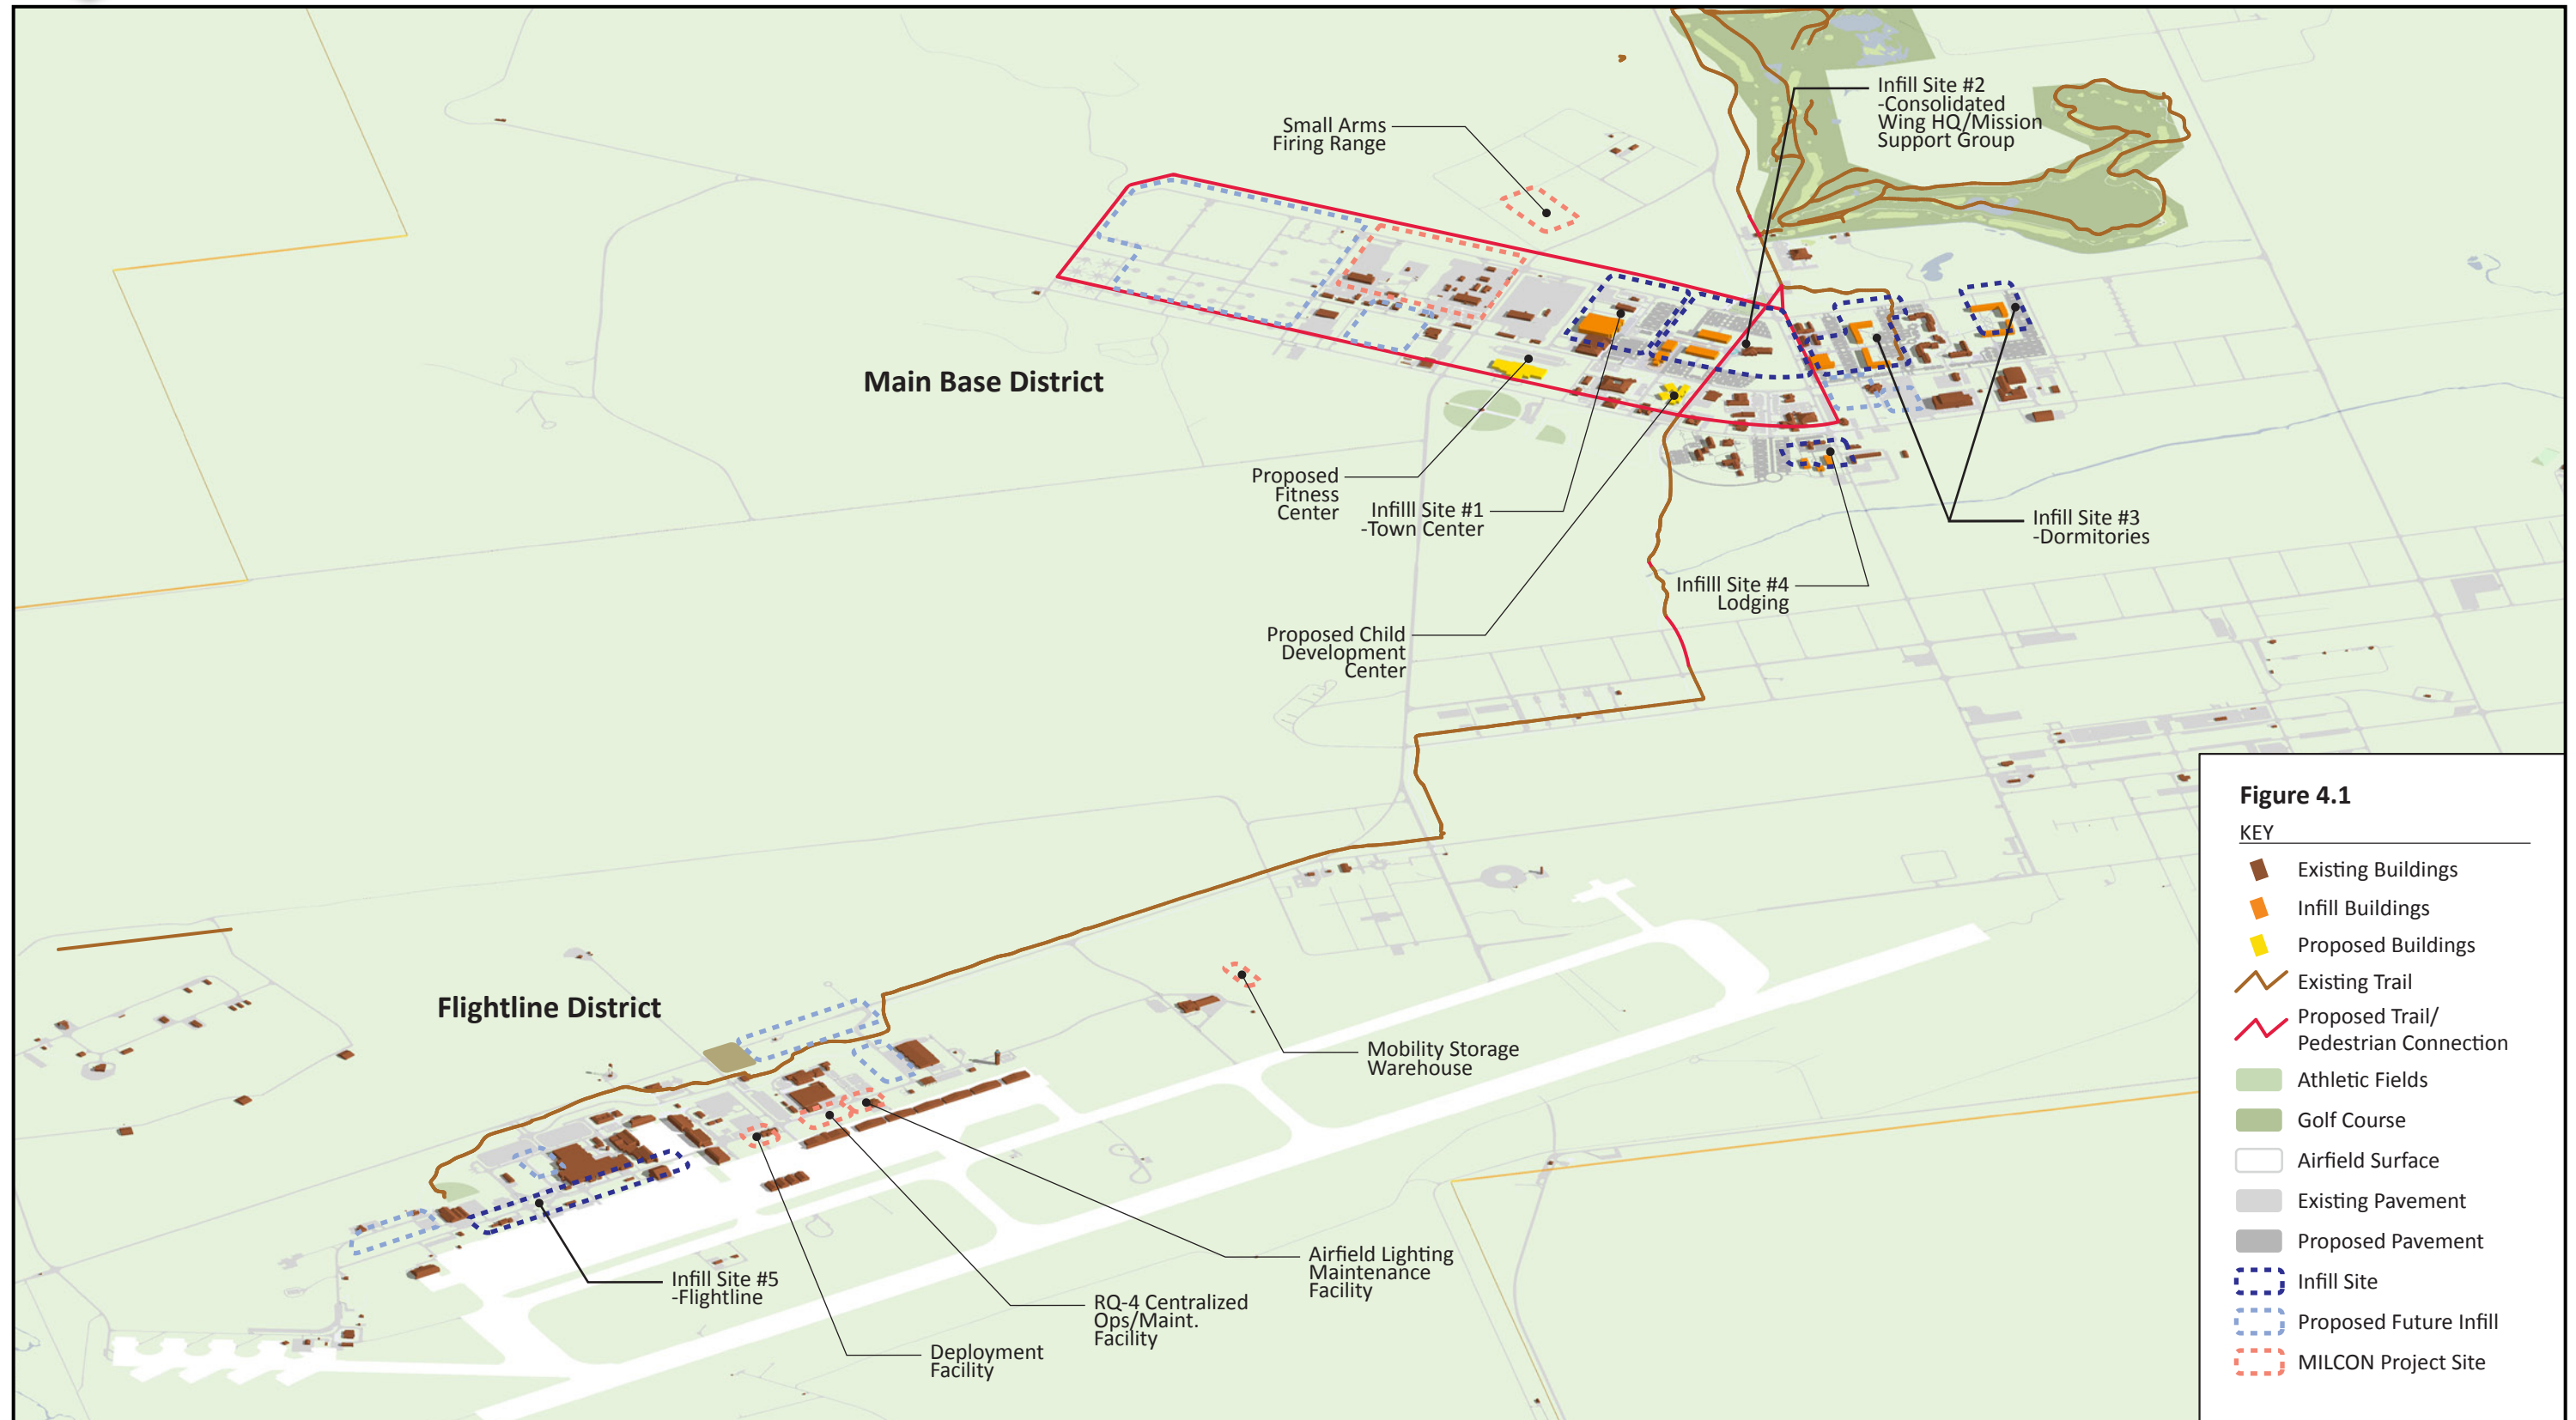 Infill Site #2
-Consolidated
Wing HQ/Mission
Support Group
Small Arms
Firing Range
Main Base District
Proposed
Fitness
Center
Infilll Site #1
-Town Center
Infill Site #3
-Dormitories
Infilll Site #4
Lodging
Proposed Child
Development
Center
Flightline District
Mobility Storage
Warehouse
Airfield Lighting
Maintenance
Facility
Infill Site #5
-Flightline
RQ-4 Centralized
Ops/Maint.
Facility
Deployment
Facility
Figure 4.1
KEY
Existing Buildings
Infill Buildings
Proposed Buildings
Existing Trail
Proposed Trail/
Pedestrian Connection
Athletic Fields
Golf Course
Airfield Surface
Existing Pavement
Proposed Pavement
Infill Site
Proposed Future Infill
MILCON Project Site